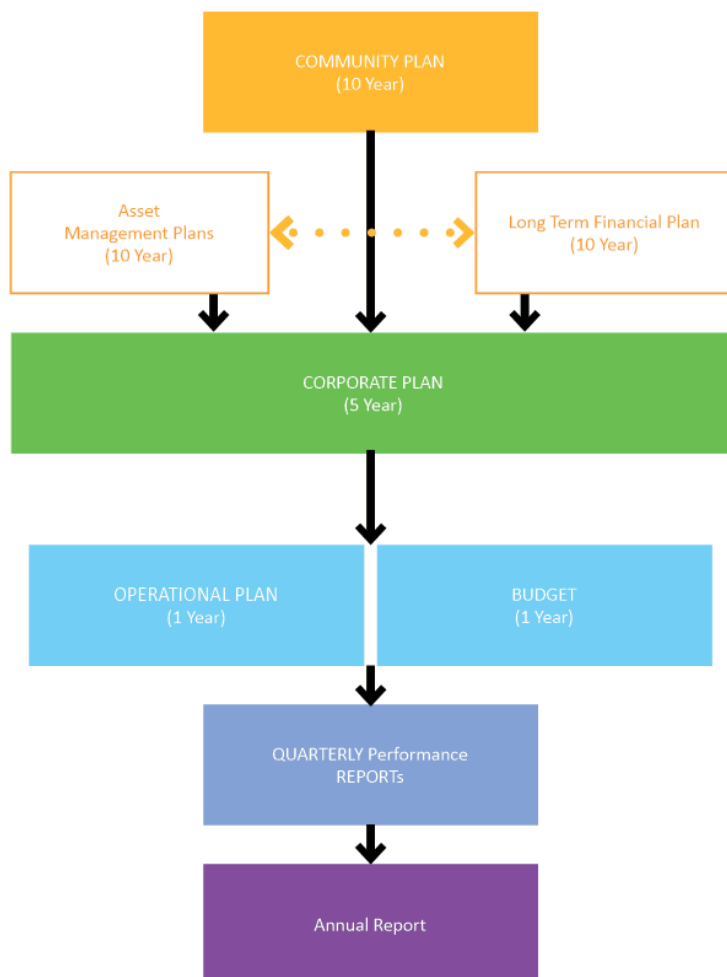 COMMUNITY PLAN
(10 Year)
Asset
Management Plans
(10 Year)
Long Term Financial Plan
(10 Year)
CORPORATE PLAN
(5 Year)
OPERATIONAL PLAN
(1 Year)
BUDGET
(1 Year)
QUARTERLY Performance
REPORTs
Annual Report